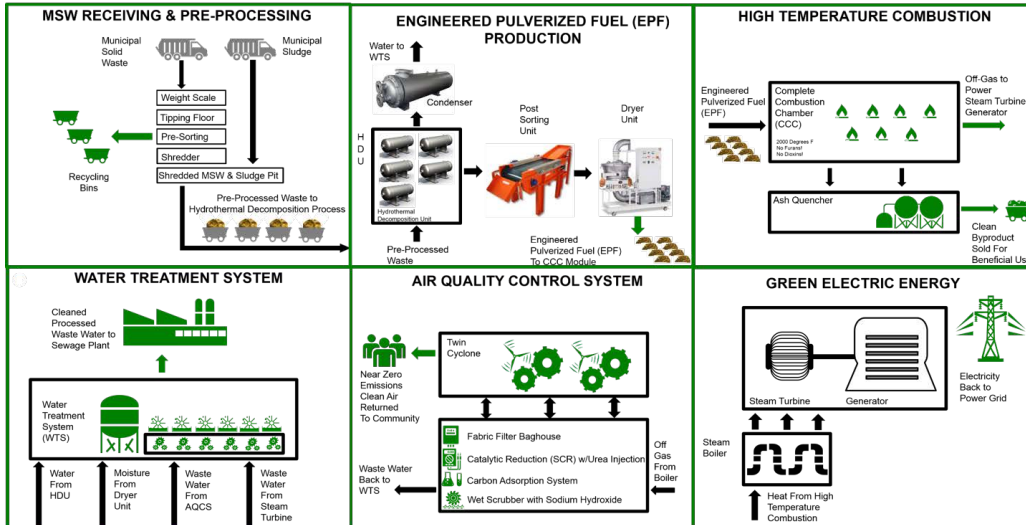 MSW RECEIVING & PRE-PROCESSING
Municipal
Solid
Waste
Municipal
Sludge
Weight Scale
Tipping Floor
Pre-Sorting
Shredder
Shredded MSW & Sludge Pit
Recycling
Bins
Pre-Processed Waste to
Hydrothermal Decomposition Process
ENGINEERED PULVERIZED FUEL (EPF)
PRODUCTION
Water to
WTS
Condenser
H
D
U
Hydrothermal
Decomposition Unit
Pre-Processed
Waste
Post
Sorting
Unit
Dryer
Unit
Engineered
Pulverized Fuel (EPF)
To CCC Module
HIGH TEMPERATURE COMBUSTION
Engineered
Pulverized Fuel
(EPF)
Complete
Combustion
Chamber
(CCC)
2000 Degrees F
No Furans!
No Dioxins!
Off-Gas to
Power
Steam Turbine
Generator
Ash Quencher
Clean
Byproduct
Sold For
Beneficial Us
WATER TREATMENT SYSTEM
Cleaned
Processed
Waste Water to
Sewage Plant
Water
Treatment
System
(WTS)
Water
From
HDU
Moisture
From
Dryer
Unit
Waste
Water
From
AQCS
Waste
Water
From
Steam
Turbine
AIR QUALITY CONTROL SYSTEM
Twin
Cyclone
Near Zero
Emissions
Clean Air
Returned
To Community
Fabric Filter Baghouse
Catalytic Reduction (SCR) w/Urea Injection
Carbon Adsorption System
Wet Scrubber with Sodium Hydroxide
Waste Water
Back to
WTS
Off
Gas
From
Boiler
GREEN ELECTRIC ENERGY
Steam Turbine
Generator
Electricity
Back to
Power Grid
Steam
Boiler
Heat From High
Temperature
Combustion